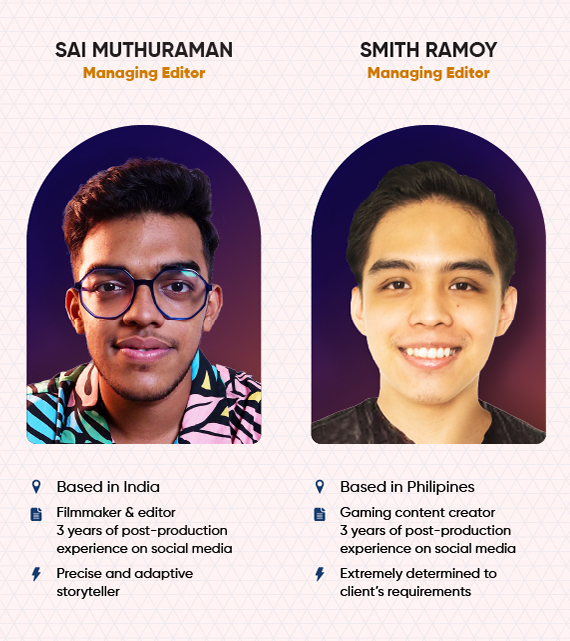 SAI MUTHURAMAN
Managing Editor
Based in India
Filmmaker & editor
3 years of post-production
experience on social media
Precise and adaptive
storyteller
SMITH RAMOY
Managing Editor
Based in Philipines
Gaming content creator
3 years of post-production
experience on social media
Extremely determined to
client's requirements